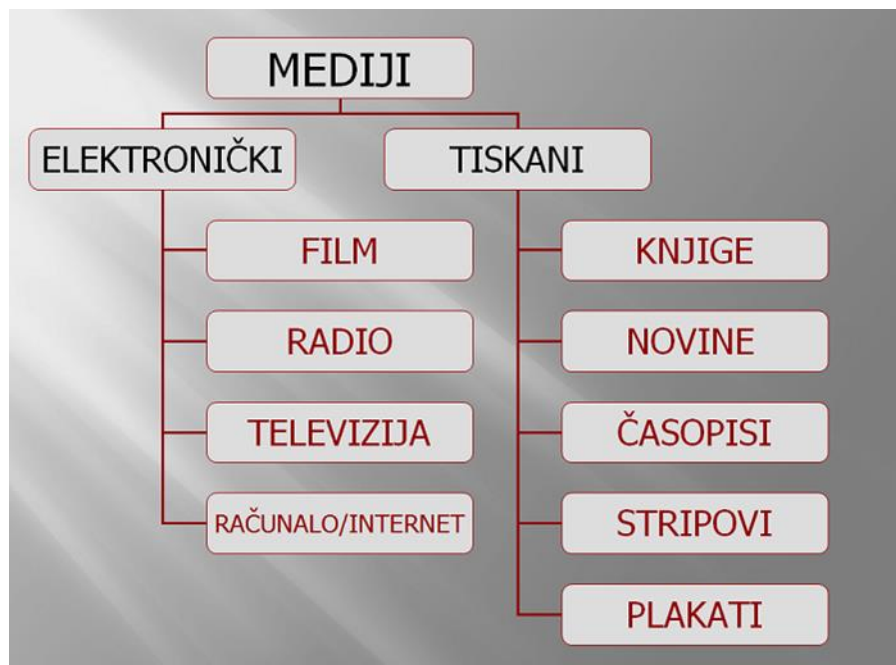 MEDIJI
ELEKTRONIČKI
FILM
RADIO
TELEVIZIJA
RAČUNALO/INTERNET
TISKANI
KNJIGE
NOVINE
ČASOPISI
STRIPOVI
PLAKATI